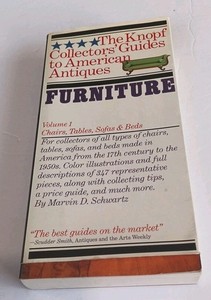 The Knopf
Collectors' Guides
to American
Antiques
FURNITURE
Volume 1
Chairs, Tables, Sofas & Beds
For collectors of all types of chairs,
tables, sofas, and beds made in
America from the 17th century to the
1950s. Color illustrations and full
descriptions of 247 representative
pieces, along with collecting tips,
a price guide, and much more.
By Marvin D. Schwartz
"The best guides on the market"
—Scudder Smith, Antiques and the Arts Weekly